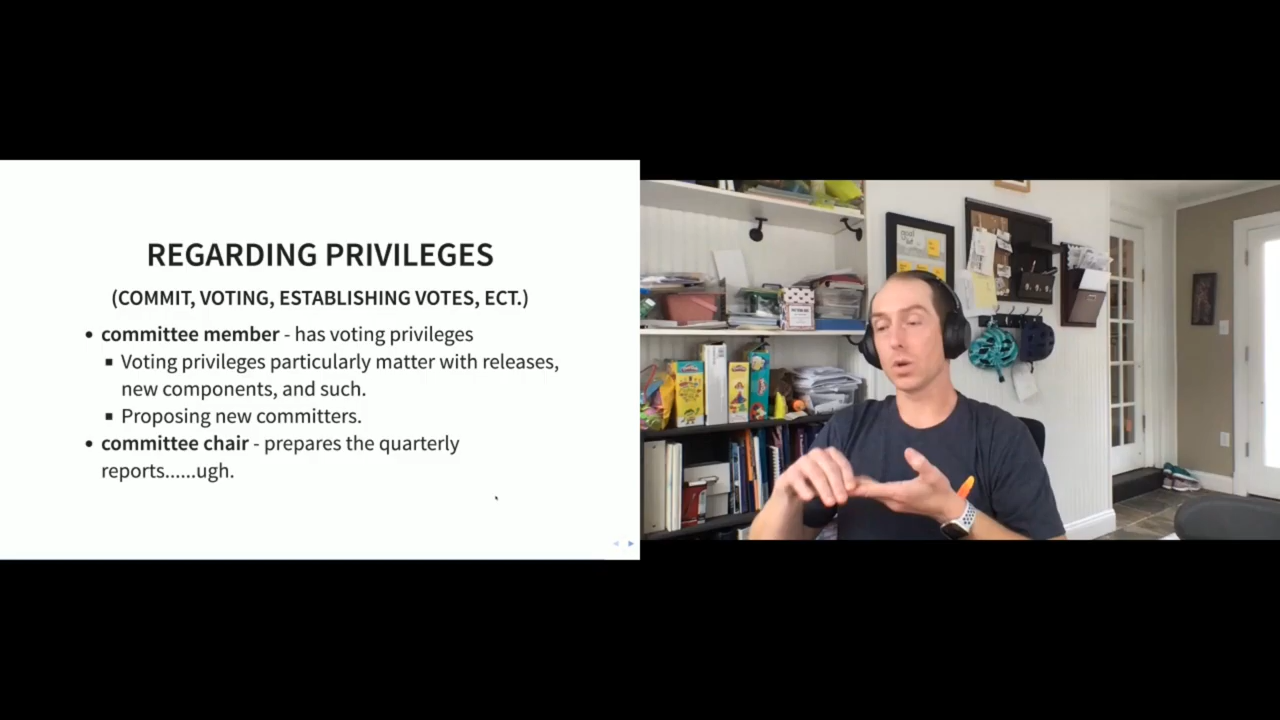 REGARDING PRIVILEGES
(COMMIT, VOTING, ESTABLISHING VOTES, ECT.)
committee member - has voting privileges
Voting privileges particularly matter with releases,
new components, and such.
Proposing new committers.
committee chair - prepares the quarterly
reports......ugh.